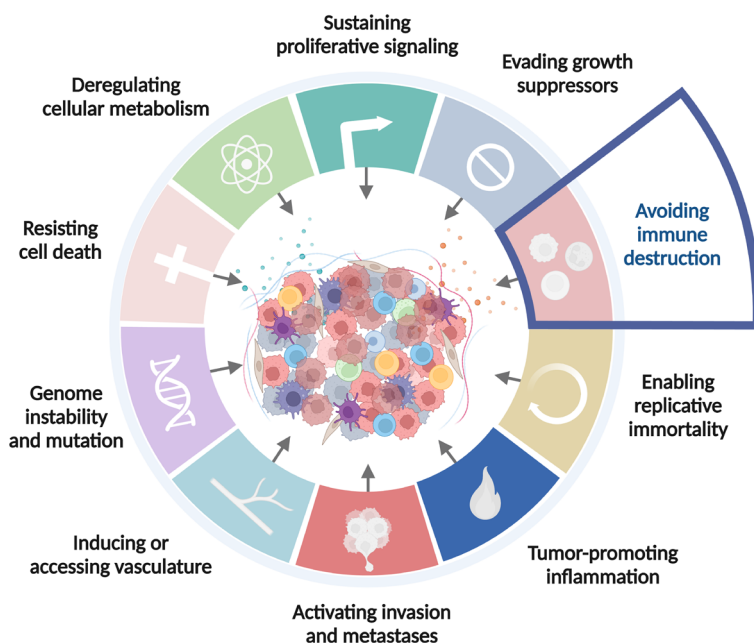 Sustaining
proliferative signaling
Evading growth
suppressors
Avoiding
immune
destruction
Enabling
replicative
immortality
Tumor-promoting
inflammation
Activating invasion
and metastases
Inducing or
accessing vasculature
Genome
instability
and mutation
Resisting
cell death
Deregulating
cellular metabolism